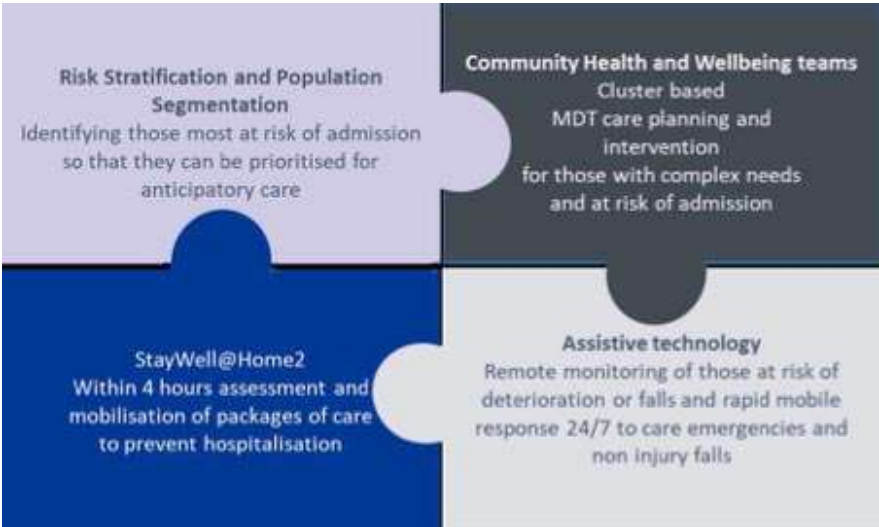 Risk Stratification and Population
Segmentation
Identifying those most at risk of admission
so that they can be prioritised for
anticipatory care
Community Health and Wellbeing teams
Cluster based
MDT care planning and
intervention
for those with complex needs
and at risk of admission
StayWell@Home2
Within 4 hours assessment and
mobilisation of packages of care
to prevent hospitalisation
Assistive technology
Remote monitoring of those at risk of
deterioration or falls and rapid mobile
response 24/7 to care emergencies and
non injury falls